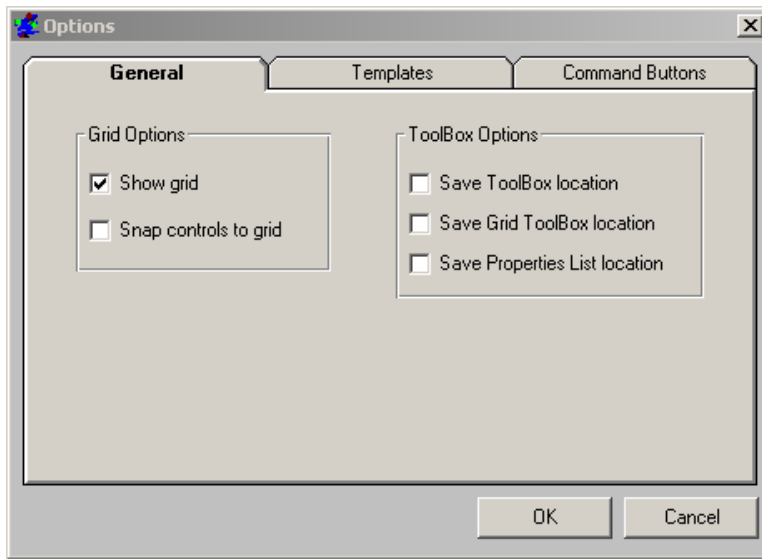 Options
General
Templates
Command Buttons
Grid Options
Show grid
Snap controls to grid
ToolBox Options
Save ToolBox location
Save Grid ToolBox location
Save Properties List location
OK
Cancel